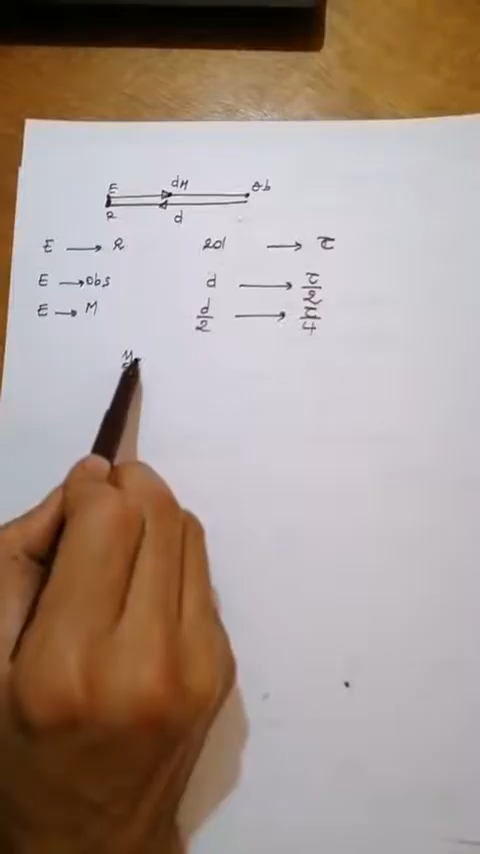 E dM Ob
R d
E → R 2d → τ
E → Obs d → τ/2
E → M d/2 → τ/4
y